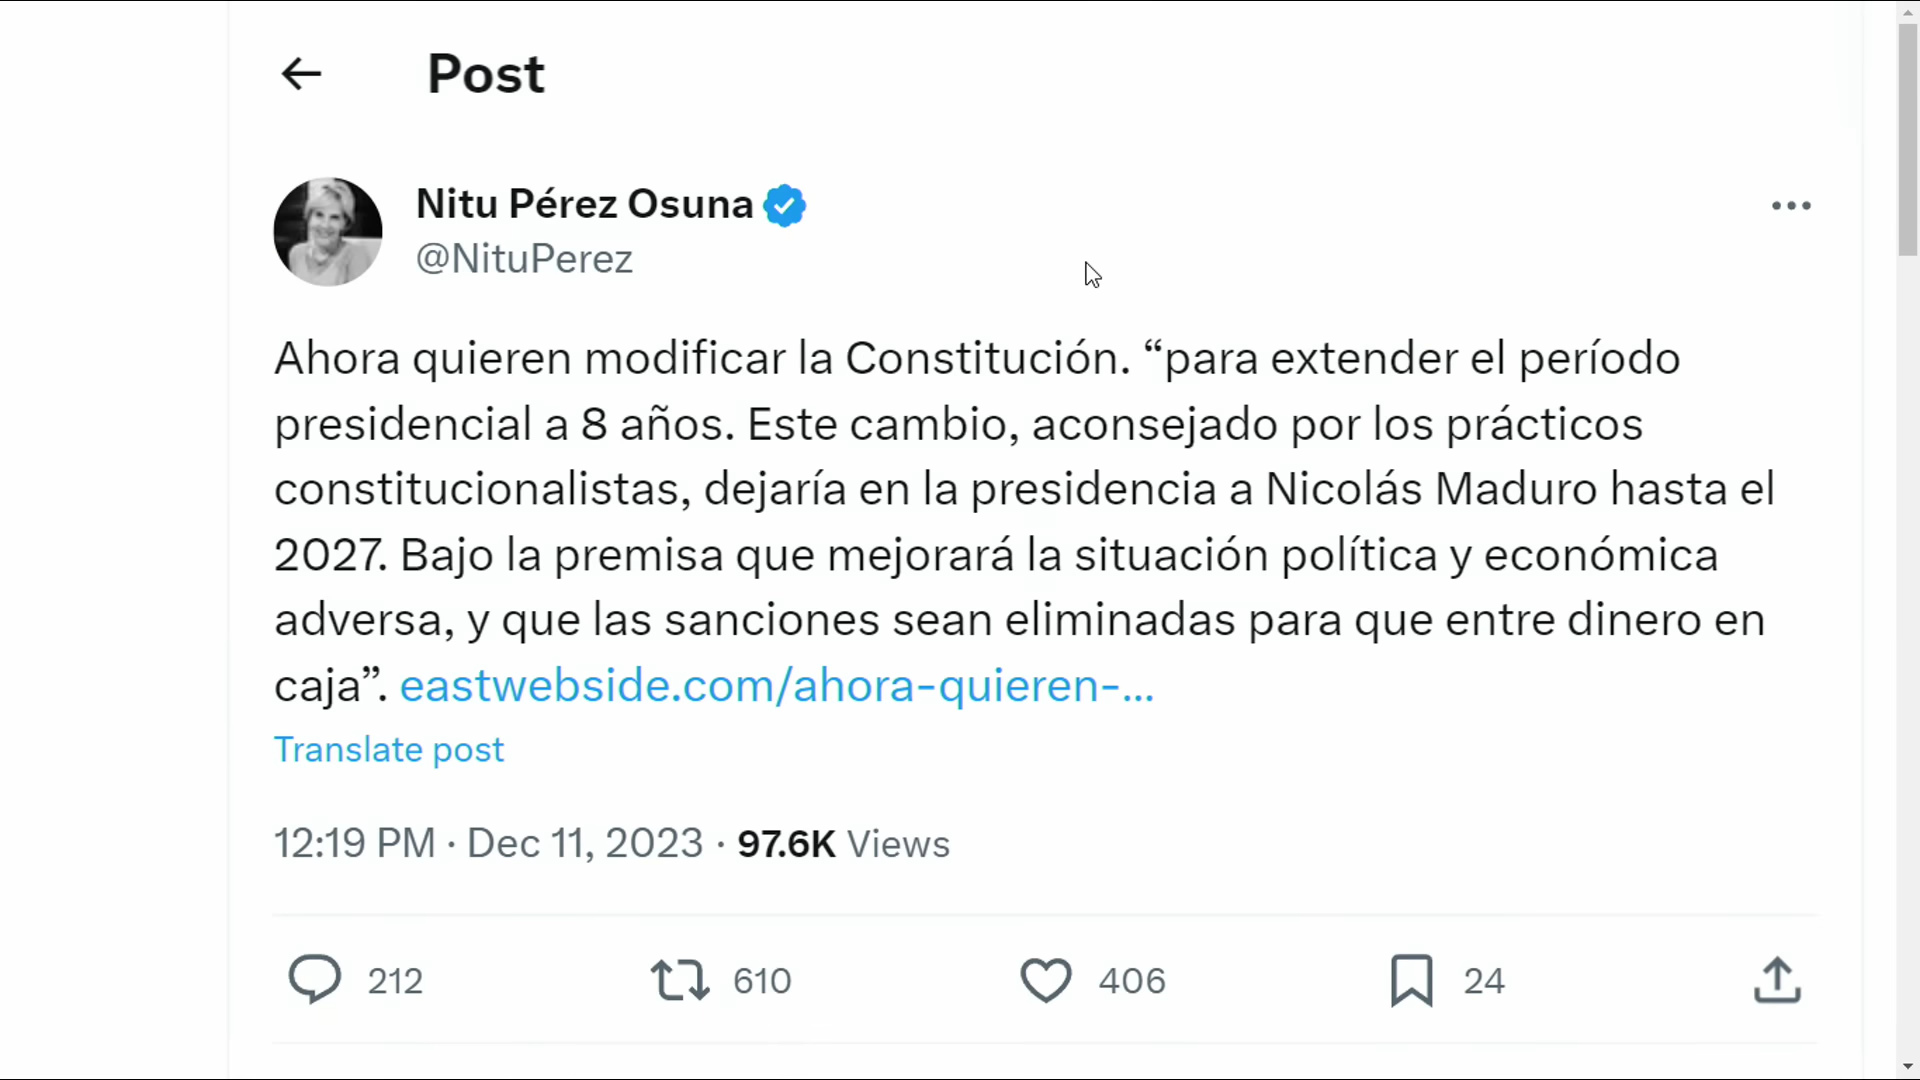 Post
Nitu Pérez Osuna
@NituPerez
Ahora quieren modificar la Constitución. “para extender el período
presidencial a 8 años. Este cambio, aconsejado por los prácticos
constitucionalistas, dejaría en la presidencia a Nicolás Maduro hasta el
2027. Bajo la premisa que mejorará la situación política y económica
adversa, y que las sanciones sean eliminadas para que entre dinero en
caja”. eastwebside.com/ahora-quieren-...
Translate post
12:19 PM · Dec 11, 2023 · 97.6K Views
212 610 406 24